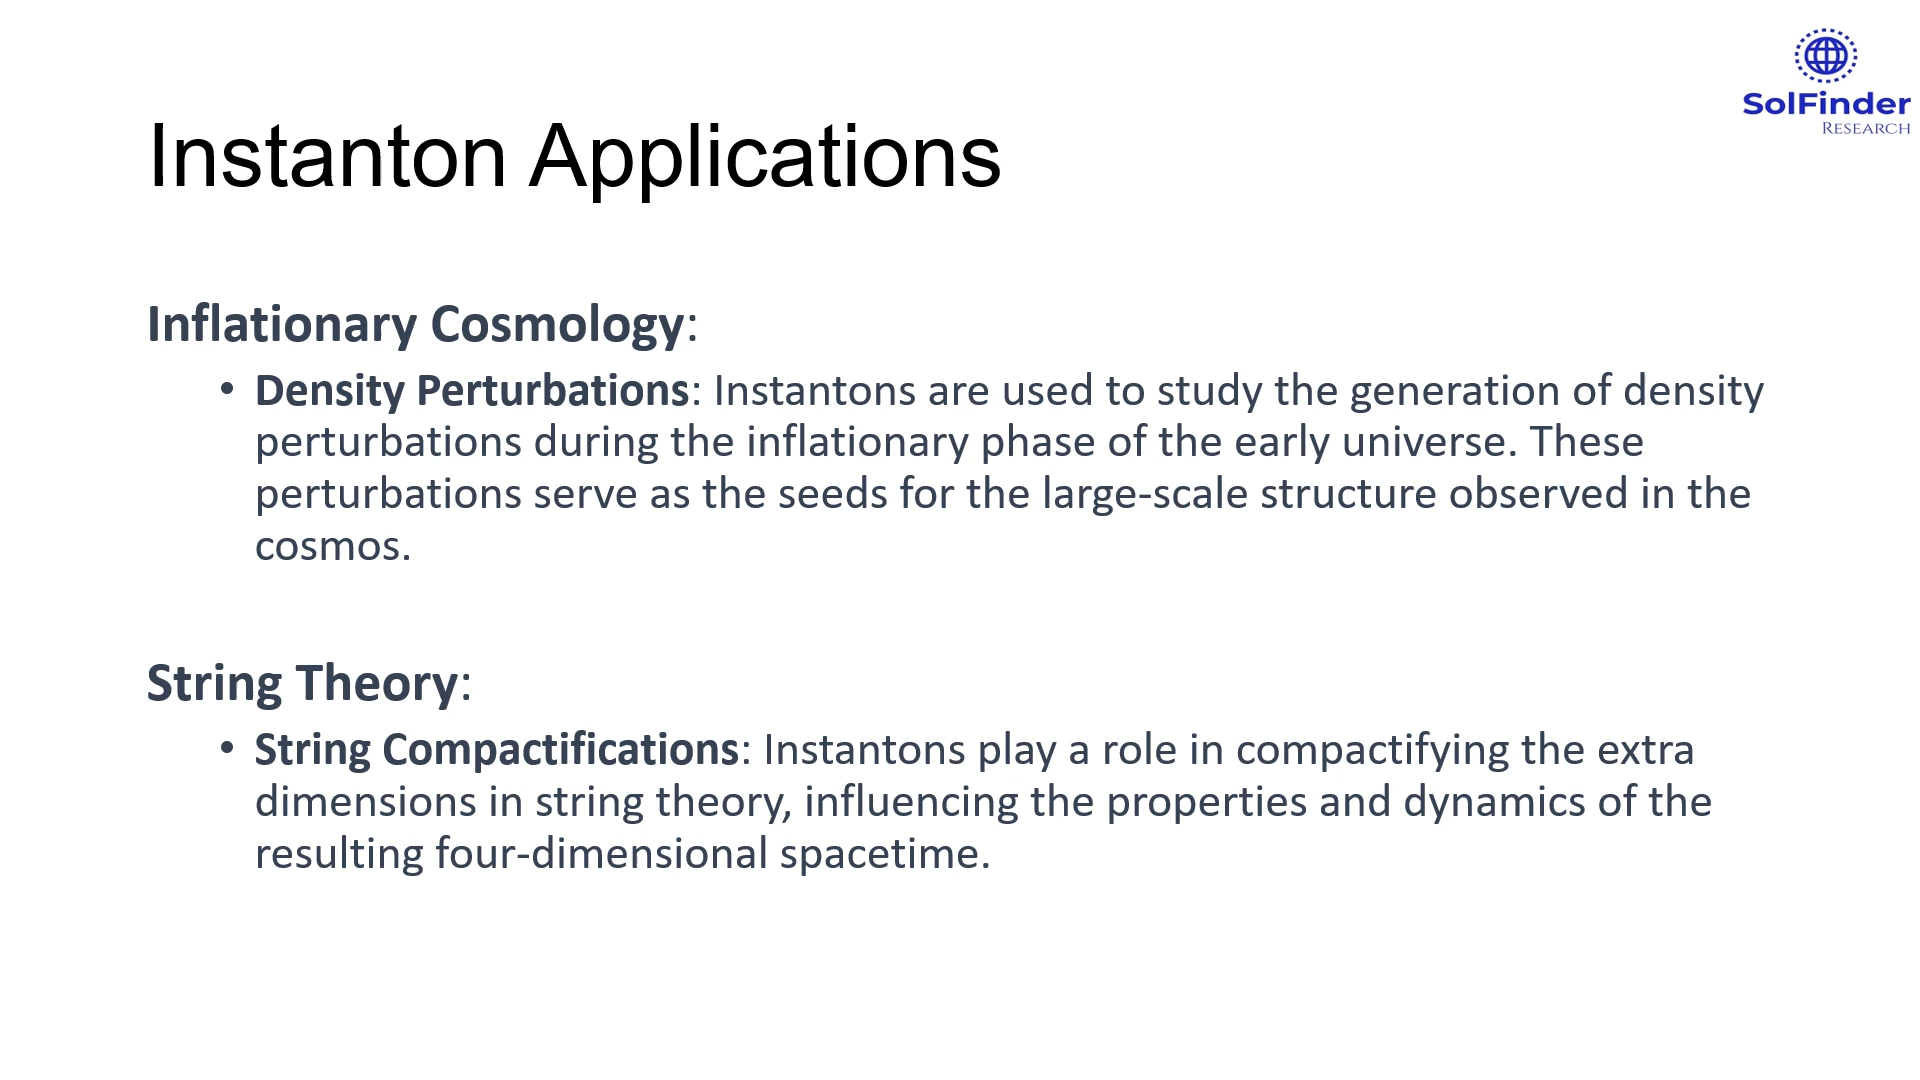 SolFinder
RESEARCH
Instanton Applications
Inflationary Cosmology:
• Density Perturbations: Instantons are used to study the generation of density
perturbations during the inflationary phase of the early universe. These
perturbations serve as the seeds for the large-scale structure observed in the
cosmos.
String Theory:
• String Compactifications: Instantons play a role in compactifying the extra
dimensions in string theory, influencing the properties and dynamics of the
resulting four-dimensional spacetime.